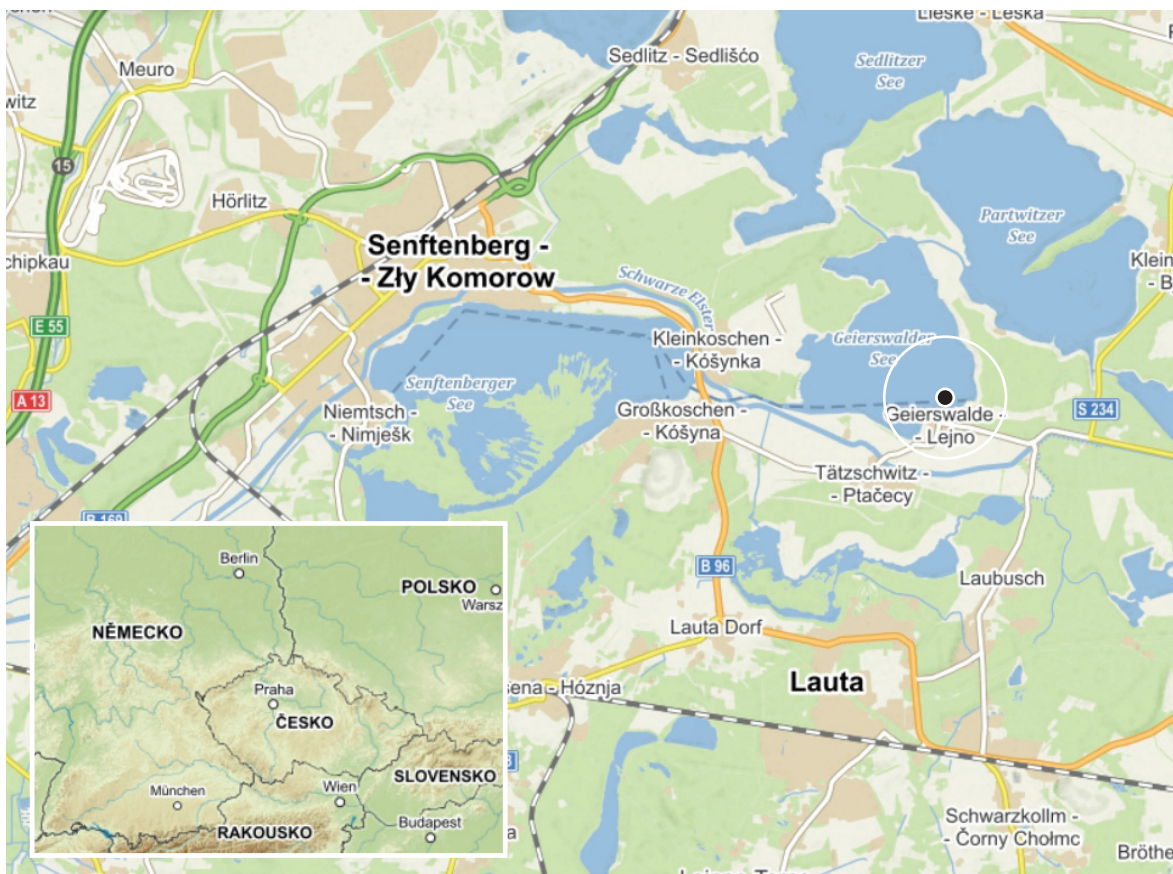 Lieske - Leska
Sedlitz - Sedlišćo
Sedlitzer
See
Meuro
witz
15
Hörlitz
Partwitzer
See
chipkau
Senftenberg -
- Zły Komorow
Schwarze Elster
Klein
- B
E 55
Kleinkoschen -
- Kóšynka
Geierswalder
See
Senftenberger
See
A 13
Niemtsch -
- Nimješk
Großkoschen -
- Kóšyna
Geierswalde -
- Lejno
S 234
Tätzschwitz -
- Ptačecy
B 169
B 96
Laubusch
Lauta Dorf
Lauta
sena - Hóznja
Schwarzkollm -
- Čorny Chołmc
Bröthe
Berlin
POLSKO
Warsz
NĚMECKO
Praha
ČESKO
SLOVENSKO
München
Wien
RAKOUSKO
Budapest